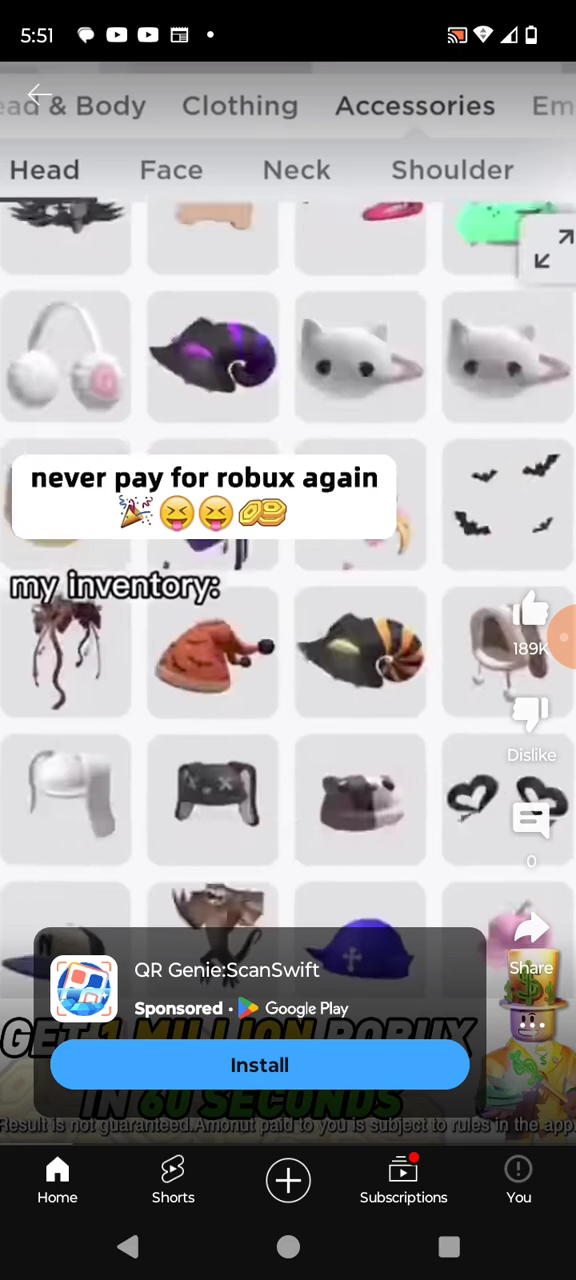 5:51
ead & Body Clothing Accessories Em
Head Face Neck Shoulder
never pay for robux again
my inventory:
189K
Dislike
0
Share
QR Genie:ScanSwift
Sponsored · Google Play
GET 1 MILLION ROBUX
Install
IN 60 SECONDS
Result is not guaranteed.Amonut paid to you is subject to rules in the app.
Home Shorts Subscriptions You